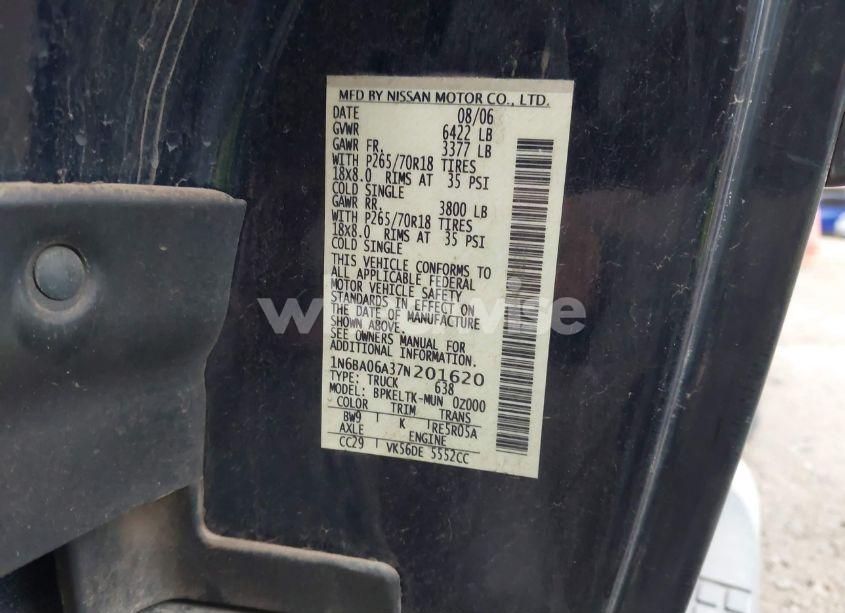 MFD BY NISSAN MOTOR CO., LTD.
DATE 08/06
GVWR 6422 LB
GAWR FR. 3377 LB
WITH P265/70R18 TIRES
18x8.0 RIMS AT 35 PSI
COLD SINGLE
GAWR RR. 3800 LB
WITH P265/70R18 TIRES
18x8.0 RIMS AT 35 PSI
COLD SINGLE
THIS VEHICLE CONFORMS TO
ALL APPLICABLE FEDERAL
MOTOR VEHICLE SAFETY
STANDARDS IN EFFECT ON
THE DATE OF MANUFACTURE
SHOWN ABOVE.
SEE OWNERS MANUAL FOR
ADDITIONAL INFORMATION.
1N6BA06A37N201620
TYPE: TRUCK 638
MODEL: BPKELTK-MUN 0Z000
COLOR TRIM TRANS
BW9 K RE5R05A
AXLE ENGINE
CC29 VK56DE 5552CC